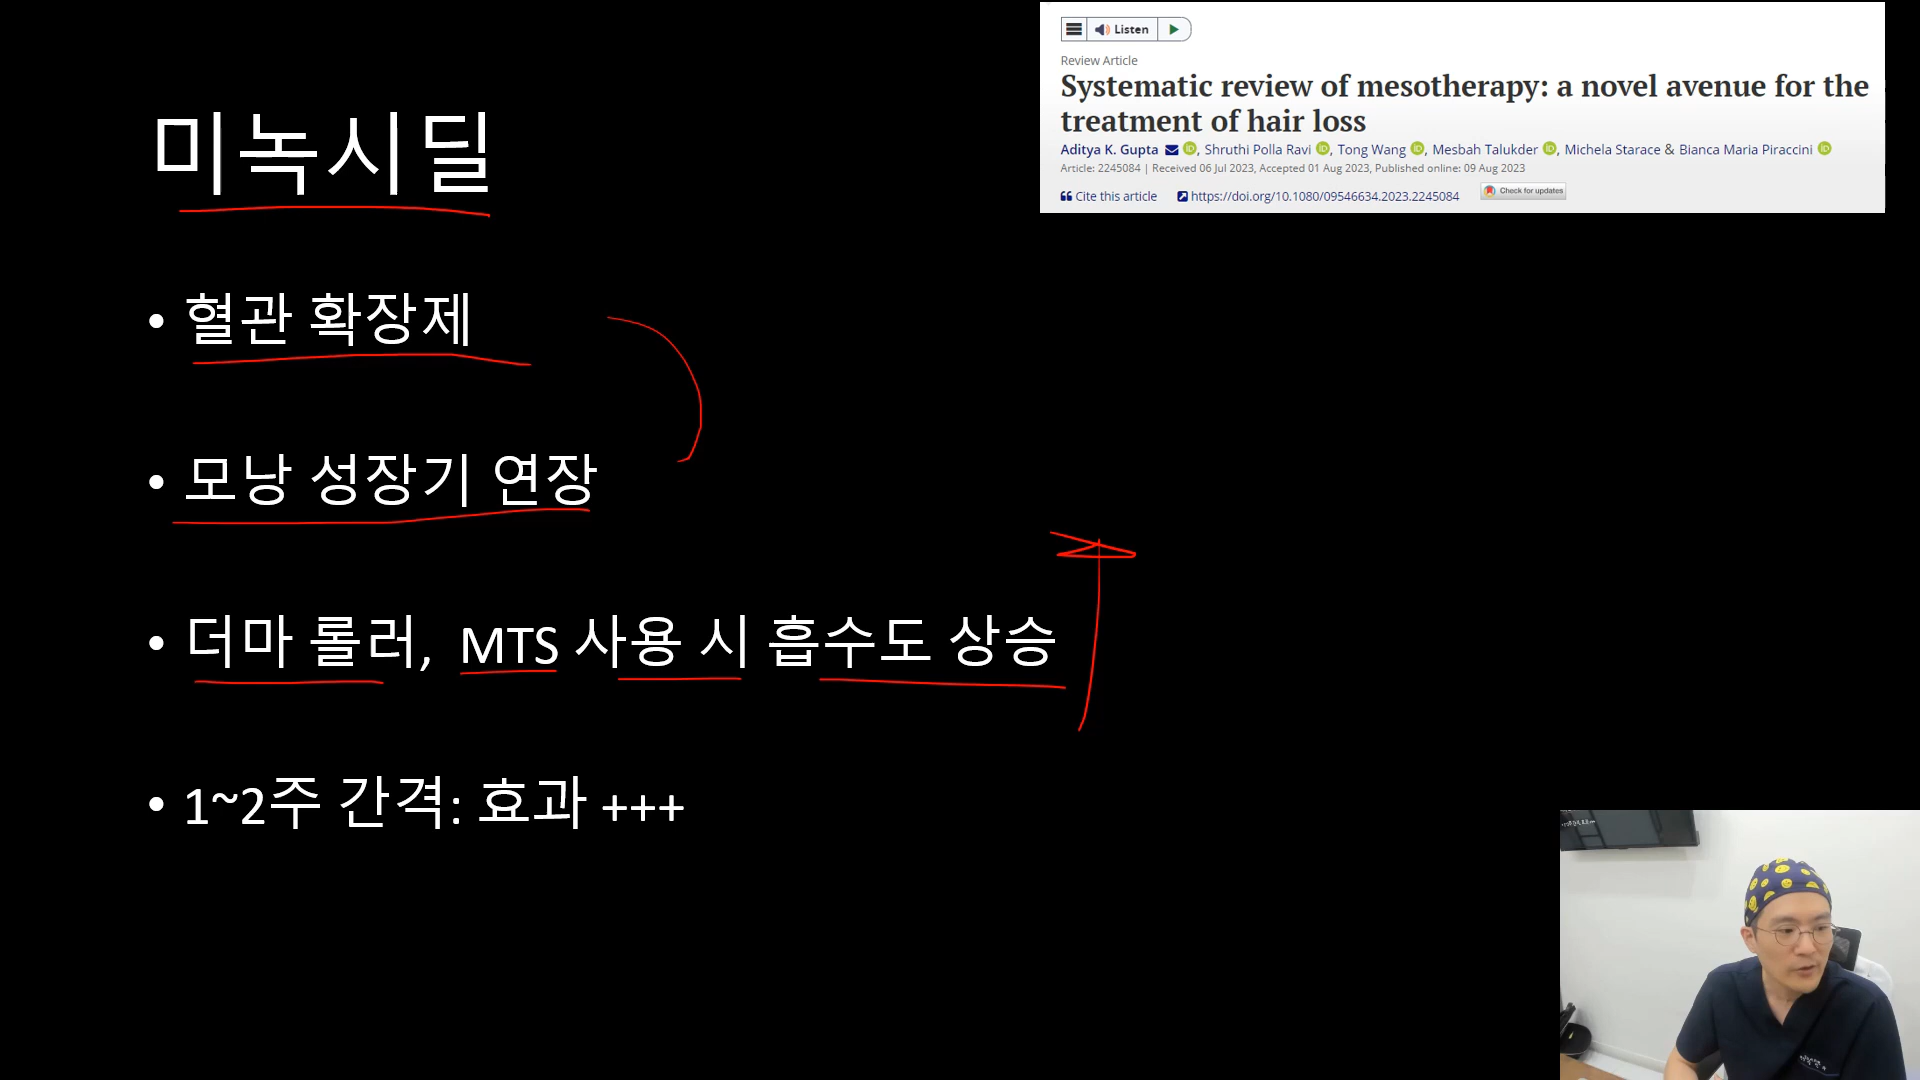 Listen
Review Article
Systematic review of mesotherapy: a novel avenue for the
treatment of hair loss
Aditya K. Gupta, Shruthi Polla Ravi, Tong Wang, Mesbah Talukder, Michela Starace & Bianca Maria Piraccini
Article: 2245084 | Received 06 Jul 2023, Accepted 01 Aug 2023, Published online: 09 Aug 2023
Cite this article https://doi.org/10.1080/09546634.2023.2245084 Check for updates
미녹시딜
• 혈관 확장제
• 모낭 성장기 연장
• 더마 롤러, MTS 사용 시 흡수도 상승
• 1~2주 간격: 효과 +++